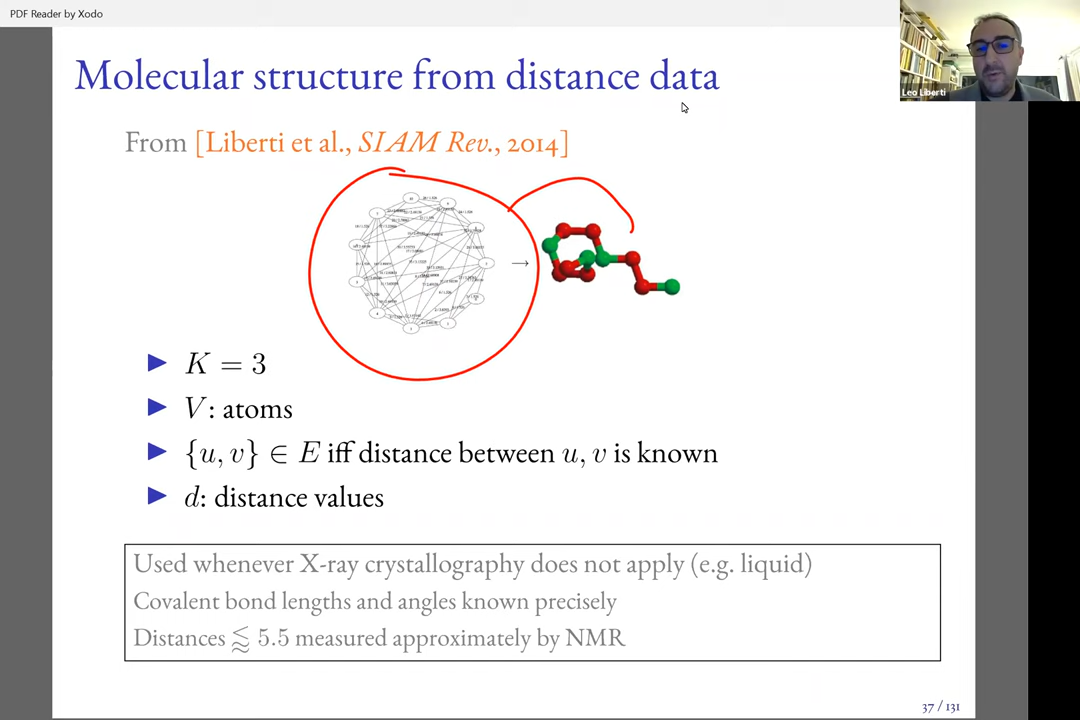 PDF Reader by Xodo
Leo Liberti
Molecular structure from distance data
From [Liberti et al., SIAM Rev., 2014]
K = 3
V: atoms
{u, v} ∈ E iff distance between u, v is known
d: distance values
Used whenever X-ray crystallography does not apply (e.g. liquid)
Covalent bond lengths and angles known precisely
Distances ⪅ 5.5 measured approximately by NMR
37 / 131